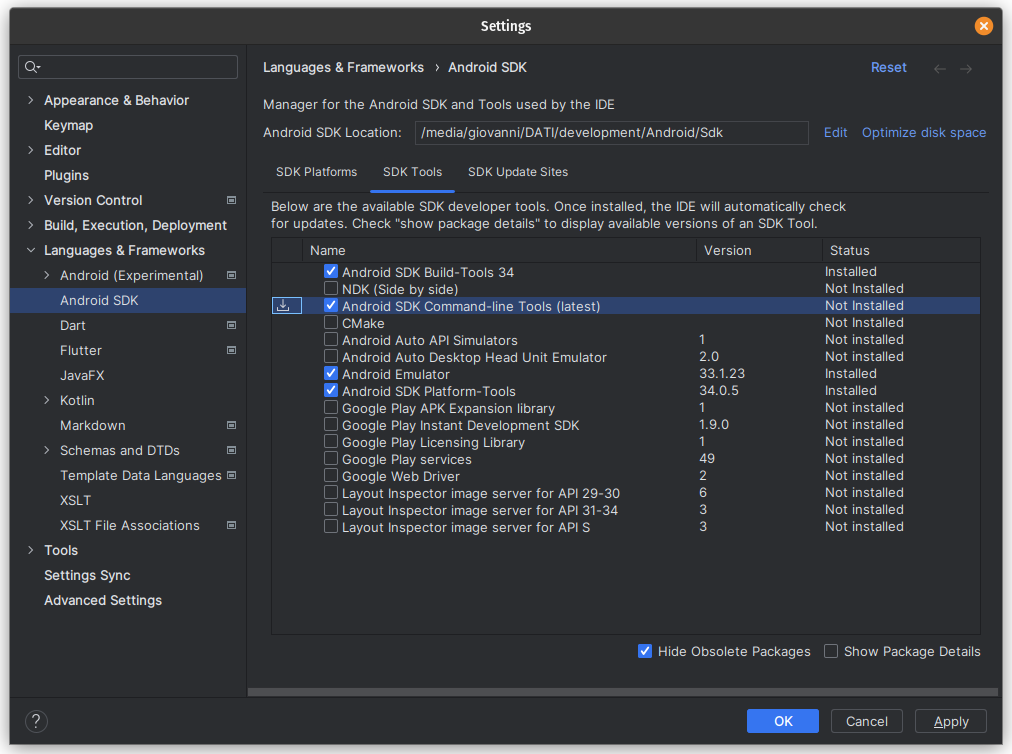 Settings
Appearance & Behavior
Keymap
Editor
Plugins
Version Control
Build, Execution, Deployment
Languages & Frameworks
Android (Experimental)
Android SDK
Dart
Flutter
JavaFX
Kotlin
Markdown
Schemas and DTDs
Template Data Languages
XSLT
XSLT File Associations
Tools
Settings Sync
Advanced Settings
Languages & Frameworks › Android SDK
Reset
Manager for the Android SDK and Tools used by the IDE
Android SDK Location: /media/giovanni/DATI/development/Android/Sdk Edit Optimize disk space
SDK Platforms SDK Tools SDK Update Sites
Below are the available SDK developer tools. Once installed, the IDE will automatically check
for updates. Check "show package details" to display available versions of an SDK Tool.
Name Version Status
Android SDK Build-Tools 34 Installed
NDK (Side by side) Not Installed
Android SDK Command-line Tools (latest) Not Installed
CMake Not Installed
Android Auto API Simulators 1 Not installed
Android Auto Desktop Head Unit Emulator 2.0 Not installed
Android Emulator 33.1.23 Installed
Android SDK Platform-Tools 34.0.5 Installed
Google Play APK Expansion library 1 Not installed
Google Play Instant Development SDK 1.9.0 Not installed
Google Play Licensing Library 1 Not installed
Google Play services 49 Not installed
Google Web Driver 2 Not installed
Layout Inspector image server for API 29-30 6 Not installed
Layout Inspector image server for API 31-34 3 Not installed
Layout Inspector image server for API S 3 Not installed
Hide Obsolete Packages Show Package Details
? OK Cancel Apply